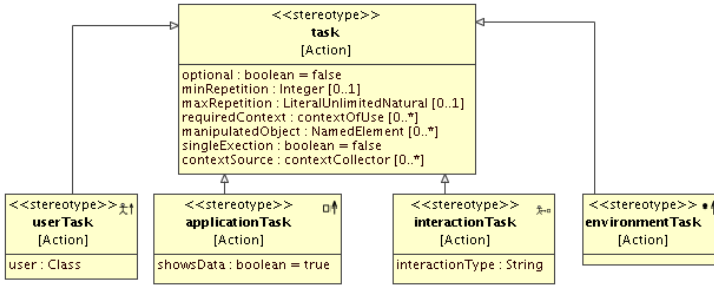 <<stereotype>>
task
[Action]
optional : boolean = false
minRepetition : Integer [0..1]
maxRepetition : LiteralUnlimitedNatural [0..1]
requiredContext : contextOfUse [0..*]
manipulatedObject : NamedElement [0..*]
singleExection : boolean = false
contextSource : contextCollector [0..*]
<<stereotype>>
userTask
[Action]
user : Class
<<stereotype>>
applicationTask
[Action]
showsData : boolean = true
<<stereotype>>
interactionTask
[Action]
interactionType : String
<<stereotype>>
environmentTask
[Action]